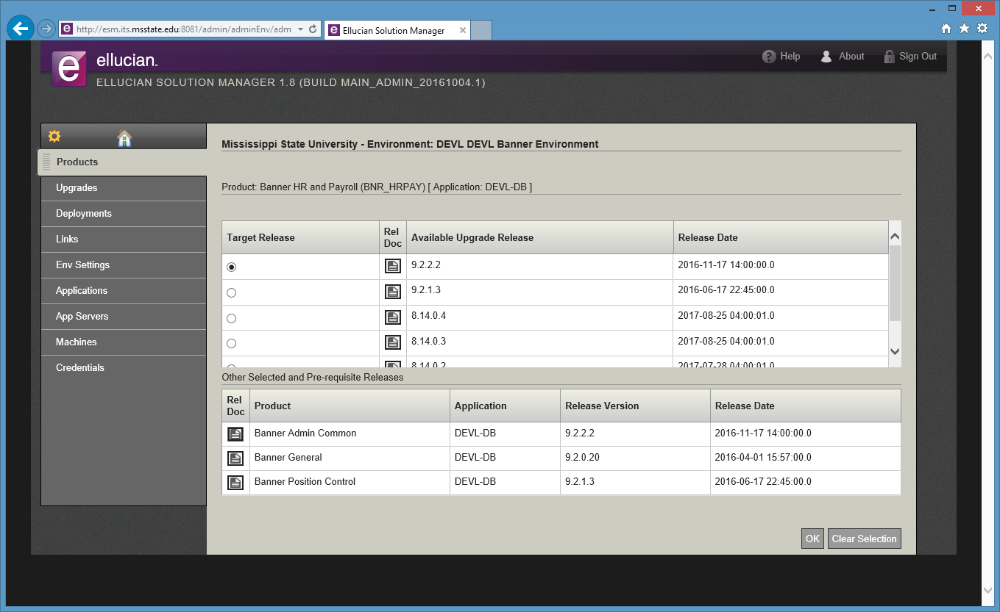 http://esm.its.msstate.edu:8081/admin/adminEnv/adm
Ellucian Solution Manager
ellucian.
Help About Sign Out
ELLUCIAN SOLUTION MANAGER 1.8 (BUILD MAIN_ADMIN_20161004.1)
Products
Upgrades
Deployments
Links
Env Settings
Applications
App Servers
Machines
Credentials
Mississippi State University - Environment: DEVL DEVL Banner Environment
Product: Banner HR and Payroll (BNR_HRPAY) [ Application: DEVL-DB ]
Target Release Rel Doc Available Upgrade Release Release Date
9.2.2.2 2016-11-17 14:00:00.0
9.2.1.3 2016-06-17 22:45:00.0
8.14.0.4 2017-08-25 04:00:01.0
8.14.0.3 2017-08-25 04:00:01.0
8.14.0.2 2017-07-28 04:00:01.0
Other Selected and Pre-requisite Releases
Rel Doc Product Application Release Version Release Date
Banner Admin Common DEVL-DB 9.2.2.2 2016-11-17 14:00:00.0
Banner General DEVL-DB 9.2.0.20 2016-04-01 15:57:00.0
Banner Position Control DEVL-DB 9.2.1.3 2016-06-17 22:45:00.0
OK Clear Selection